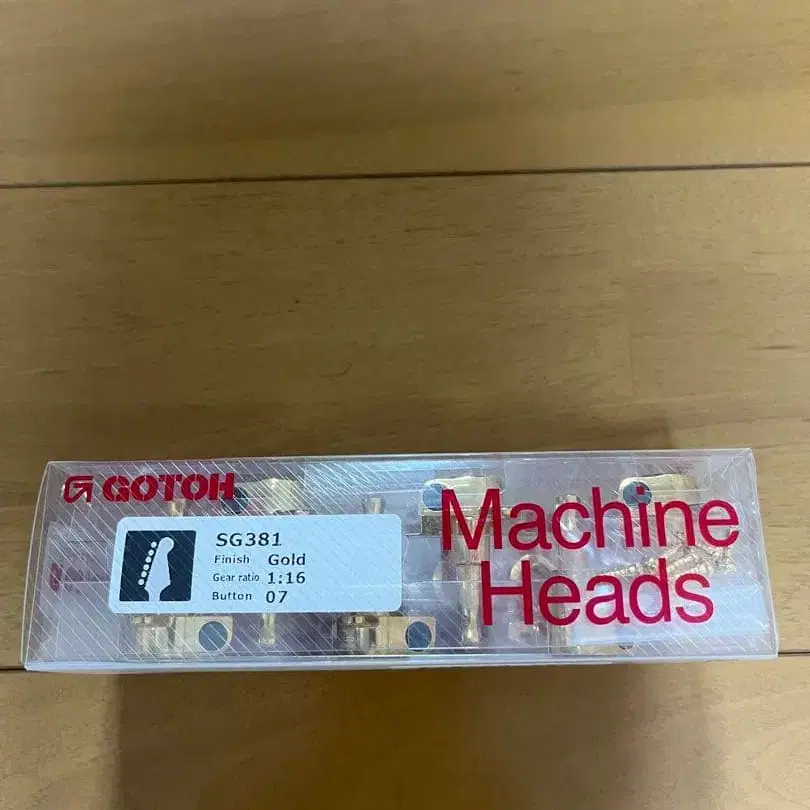 GOTOH
SG381
Finish Gold
Gear ratio 1:16
Button 07
Machine
Heads